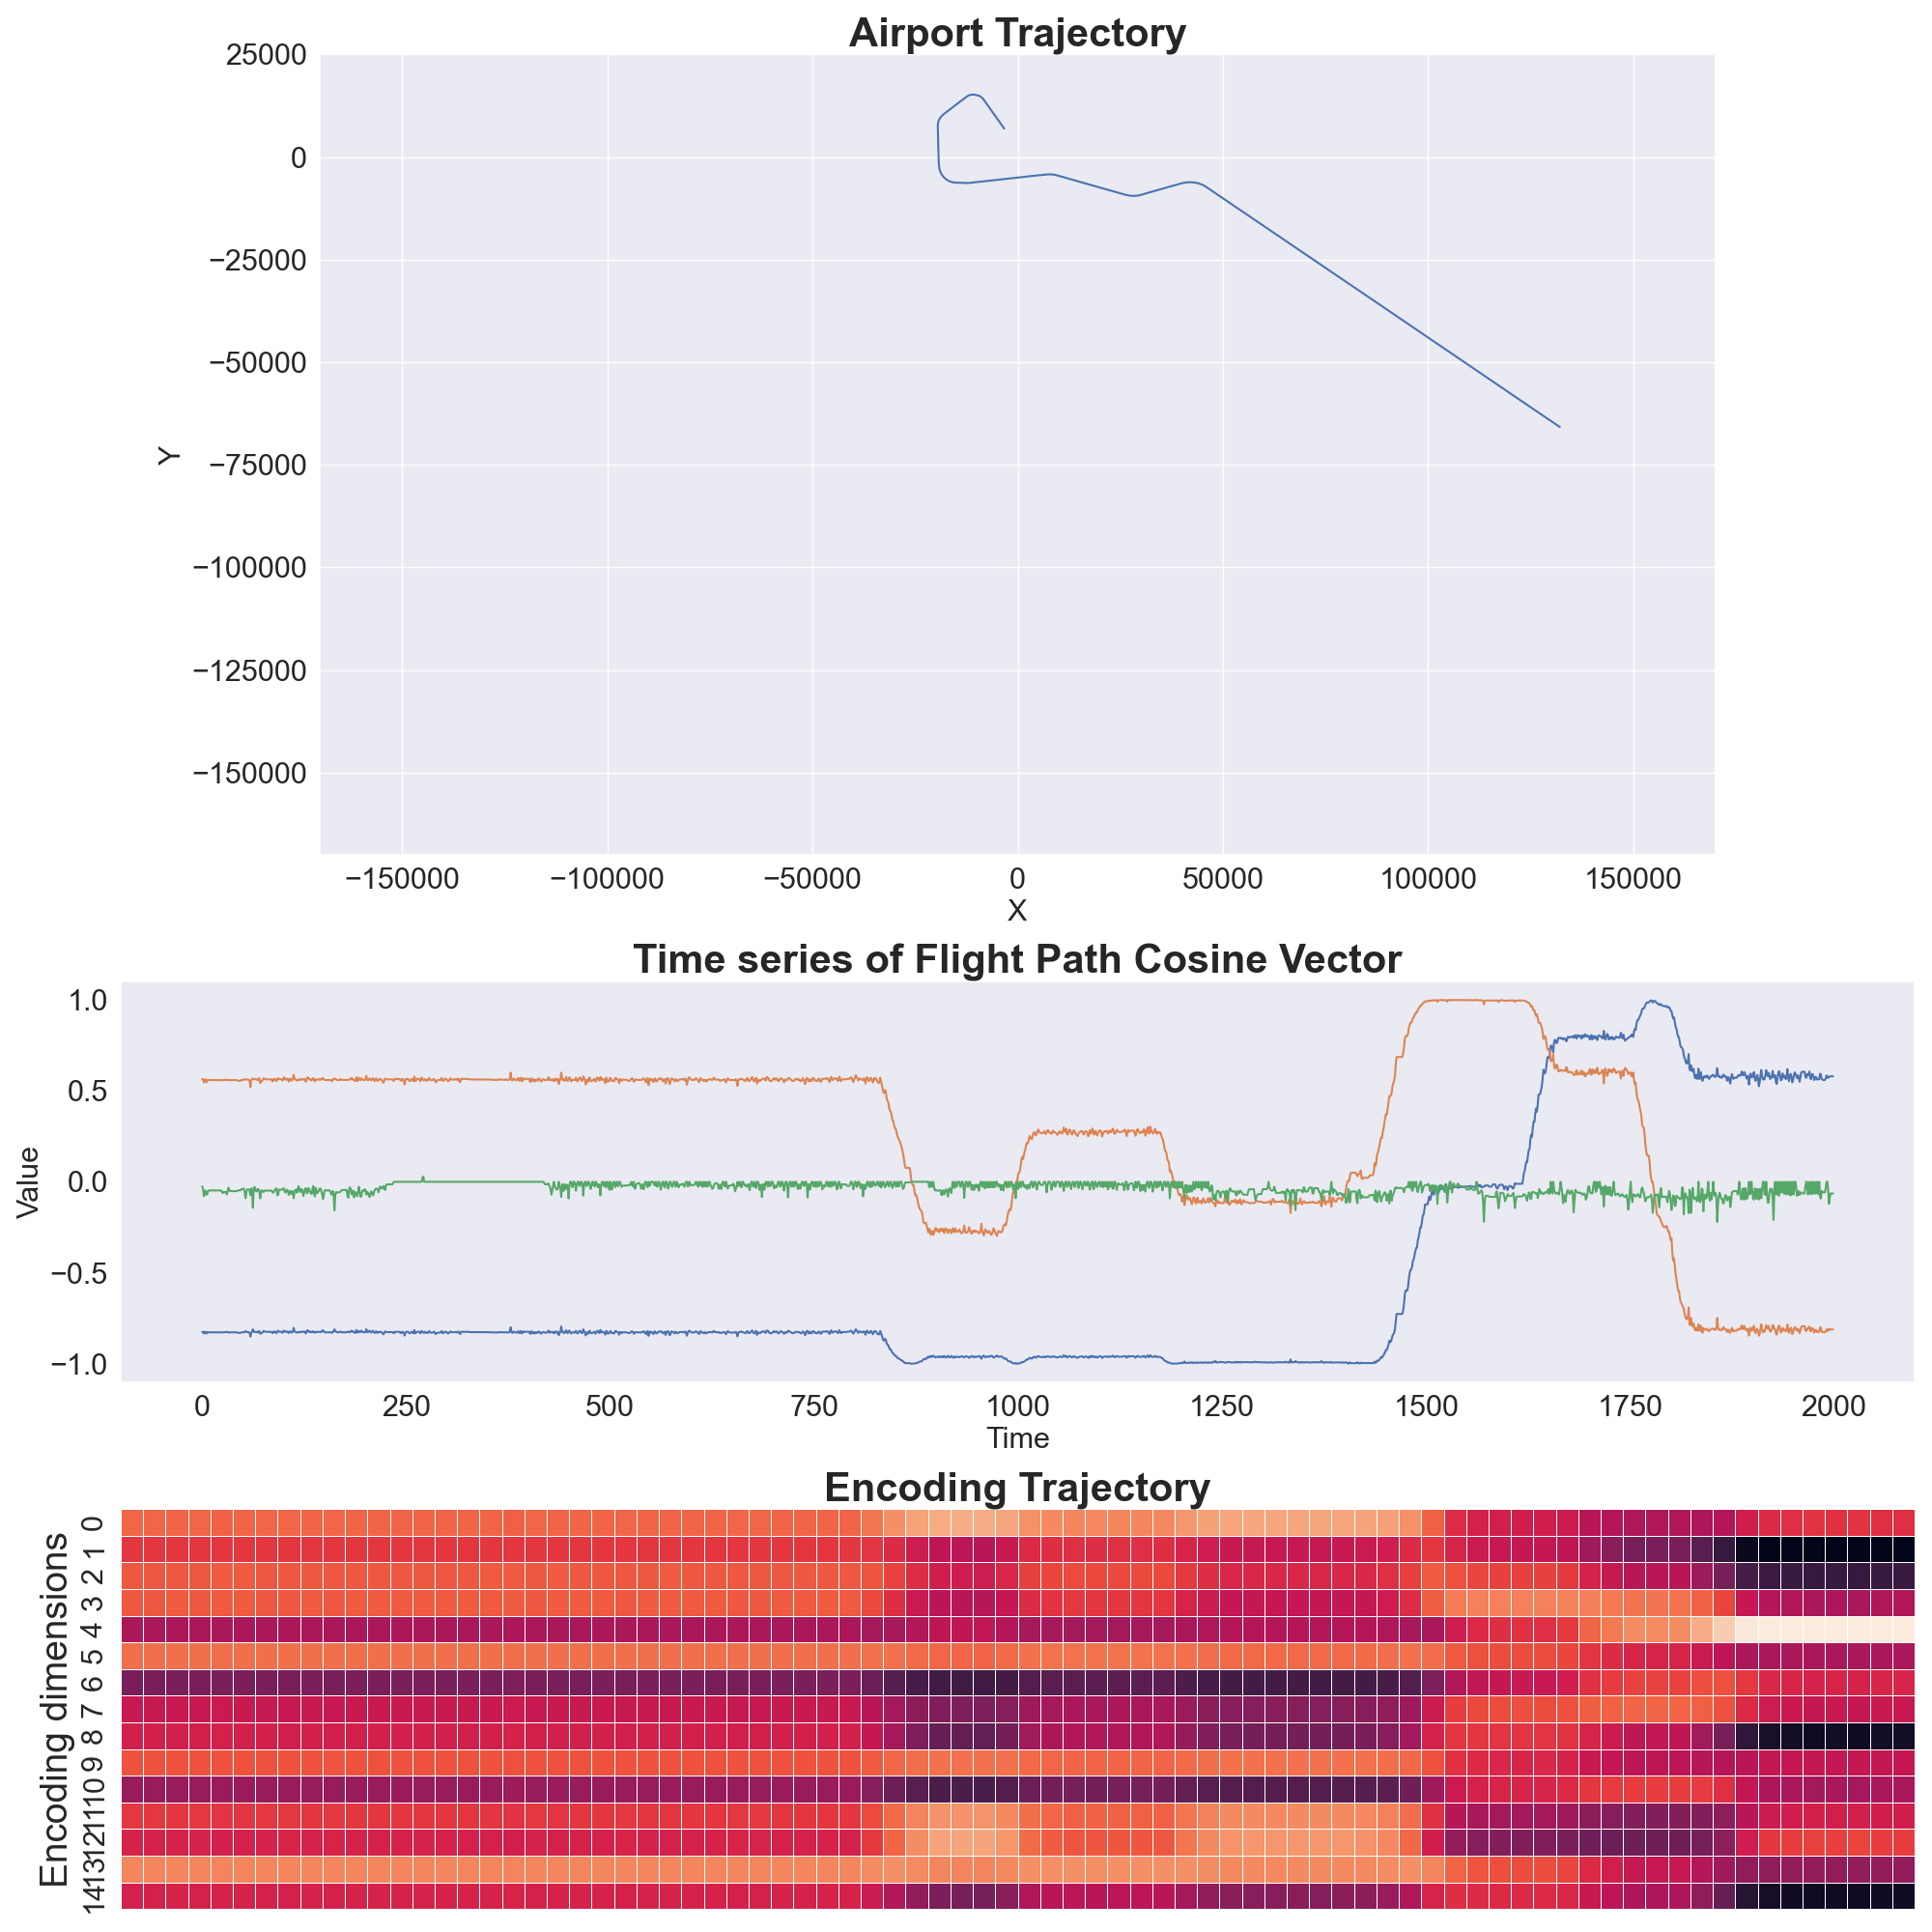 Airport Trajectory
25000
0
−25000
−50000
−75000
−100000
−125000
−150000
Y
−150000 −100000 −50000 0 50000 100000 150000
X
Time series of Flight Path Cosine Vector
1.0
0.5
0.0
−0.5
−1.0
Value
0 250 500 750 1000 1250 1500 1750 2000
Time
Encoding Trajectory
Encoding dimensions
0
1
2
3
4
5
6
7
8
9
10
11
12
13
14